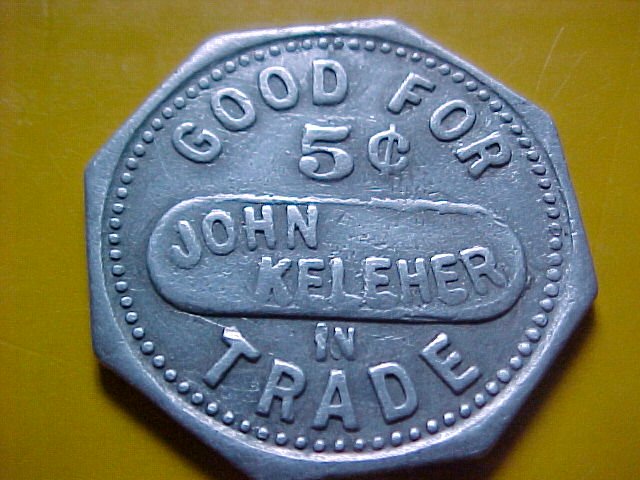 GOOD FOR
5¢
JOHN
KELEHER
IN
TRADE